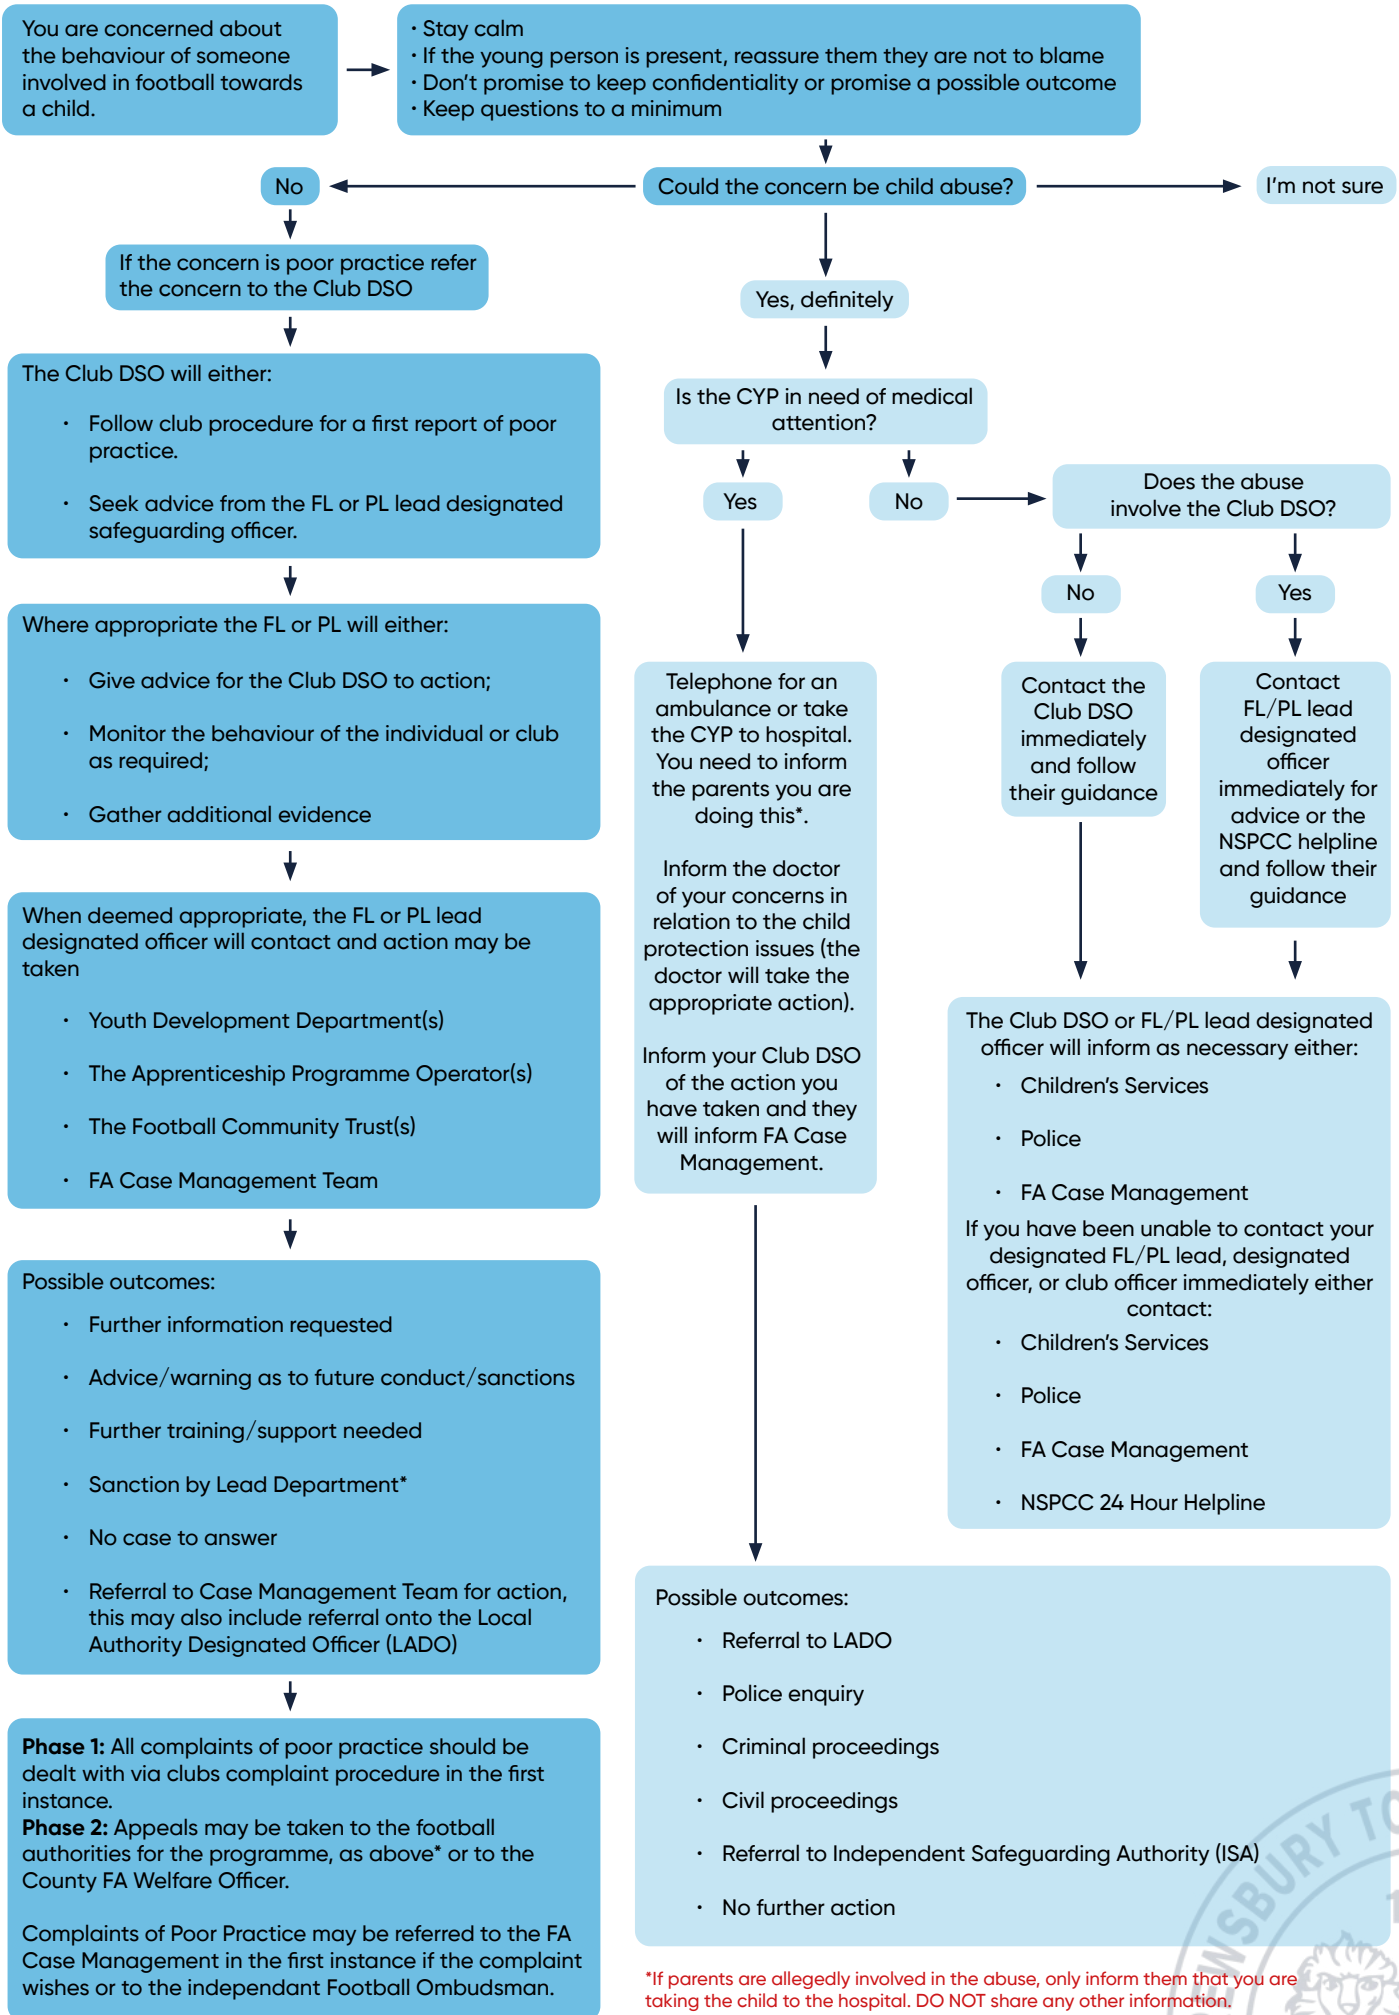 You are concerned about
the behaviour of someone
involved in football towards
a child.
· Stay calm
· If the young person is present, reassure them they are not to blame
· Don't promise to keep confidentiality or promise a possible outcome
· Keep questions to a minimum
No
Could the concern be child abuse?
I'm not sure
If the concern is poor practice refer
the concern to the Club DSO
The Club DSO will either:
· Follow club procedure for a first report of poor
practice.
· Seek advice from the FL or PL lead designated
safeguarding officer.
Where appropriate the FL or PL will either:
· Give advice for the Club DSO to action;
· Monitor the behaviour of the individual or club
as required;
· Gather additional evidence
When deemed appropriate, the FL or PL lead
designated officer will contact and action may be
taken
· Youth Development Department(s)
· The Apprenticeship Programme Operator(s)
· The Football Community Trust(s)
· FA Case Management Team
Possible outcomes:
· Further information requested
· Advice/warning as to future conduct/sanctions
· Further training/support needed
· Sanction by Lead Department*
· No case to answer
· Referral to Case Management Team for action,
this may also include referral onto the Local
Authority Designated Officer (LADO)
Phase 1: All complaints of poor practice should be
dealt with via clubs complaint procedure in the first
instance.
Phase 2: Appeals may be taken to the football
authorities for the programme, as above* or to the
County FA Welfare Officer.
Complaints of Poor Practice may be referred to the FA
Case Management in the first instance if the complaint
wishes or to the independant Football Ombudsman.
Yes, definitely
Is the CYP in need of medical
attention?
Yes
No
Does the abuse
involve the Club DSO?
No
Yes
Telephone for an
ambulance or take
the CYP to hospital.
You need to inform
the parents you are
doing this*.
Inform the doctor
of your concerns in
relation to the child
protection issues (the
doctor will take the
appropriate action).
Inform your Club DSO
of the action you
have taken and they
will inform FA Case
Management.
Contact the
Club DSO
immediately
and follow
their guidance
Contact
FL/PL lead
designated
officer
immediately for
advice or the
NSPCC helpline
and follow their
guidance
The Club DSO or FL/PL lead designated
officer will inform as necessary either:
· Children's Services
· Police
· FA Case Management
If you have been unable to contact your
designated FL/PL lead, designated
officer, or club officer immediately either
contact:
· Children's Services
· Police
· FA Case Management
· NSPCC 24 Hour Helpline
Possible outcomes:
· Referral to LADO
· Police enquiry
· Criminal proceedings
· Civil proceedings
· Referral to Independent Safeguarding Authority (ISA)
· No further action
*If parents are allegedly involved in the abuse, only inform them that you are
taking the child to the hospital. DO NOT share any other information.